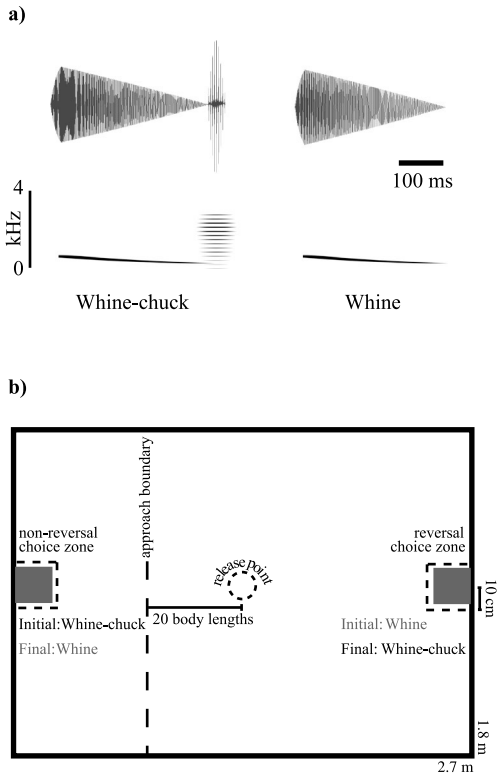 a)
100 ms
4
kHz
0
Whine-chuck
Whine
b)
approach boundary
non-reversal
choice zone
release point
reversal
choice zone
10 cm
20 body lengths
Initial:Whine-chuck
Final:Whine
Initial:Whine
Final: Whine-chuck
1.8 m
2.7 m